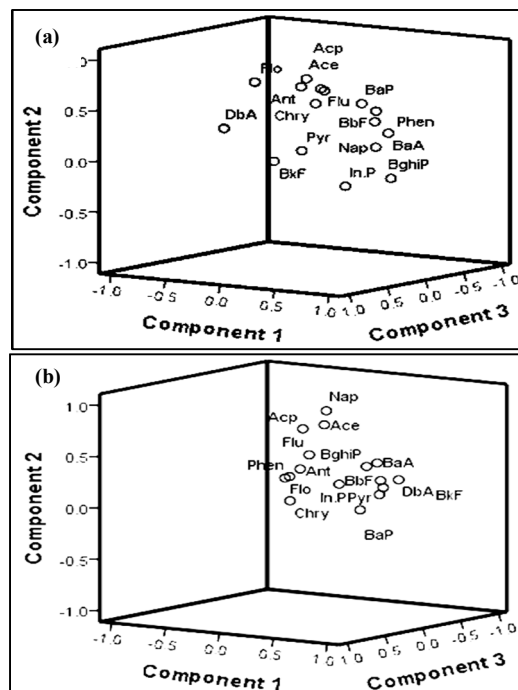 (a)
Acp
Flo Ace
Ant Flu BaP
DbA Chry BbF Phen
Pyr Nap BaA
BkF In.P BghiP
0.5
0.0
-0.5
-1.0
Component 2
-1.0 -0.5 0.0 0.5 1.0
Component 1
1.0 0.5 0.0 -0.5 -1.0
Component 3
(b)
Nap
Acp Ace
Flu BghiP
Phen Ant BaA
Flo In.P Pyr BbF DbA BkF
Chry
BaP
1.0
0.5
0.0
-0.5
-1.0
Component 2
-1.0 -0.5 0.0 0.5 1.0
Component 1
1.0 0.5 0.0 -0.5 -1.0
Component 3